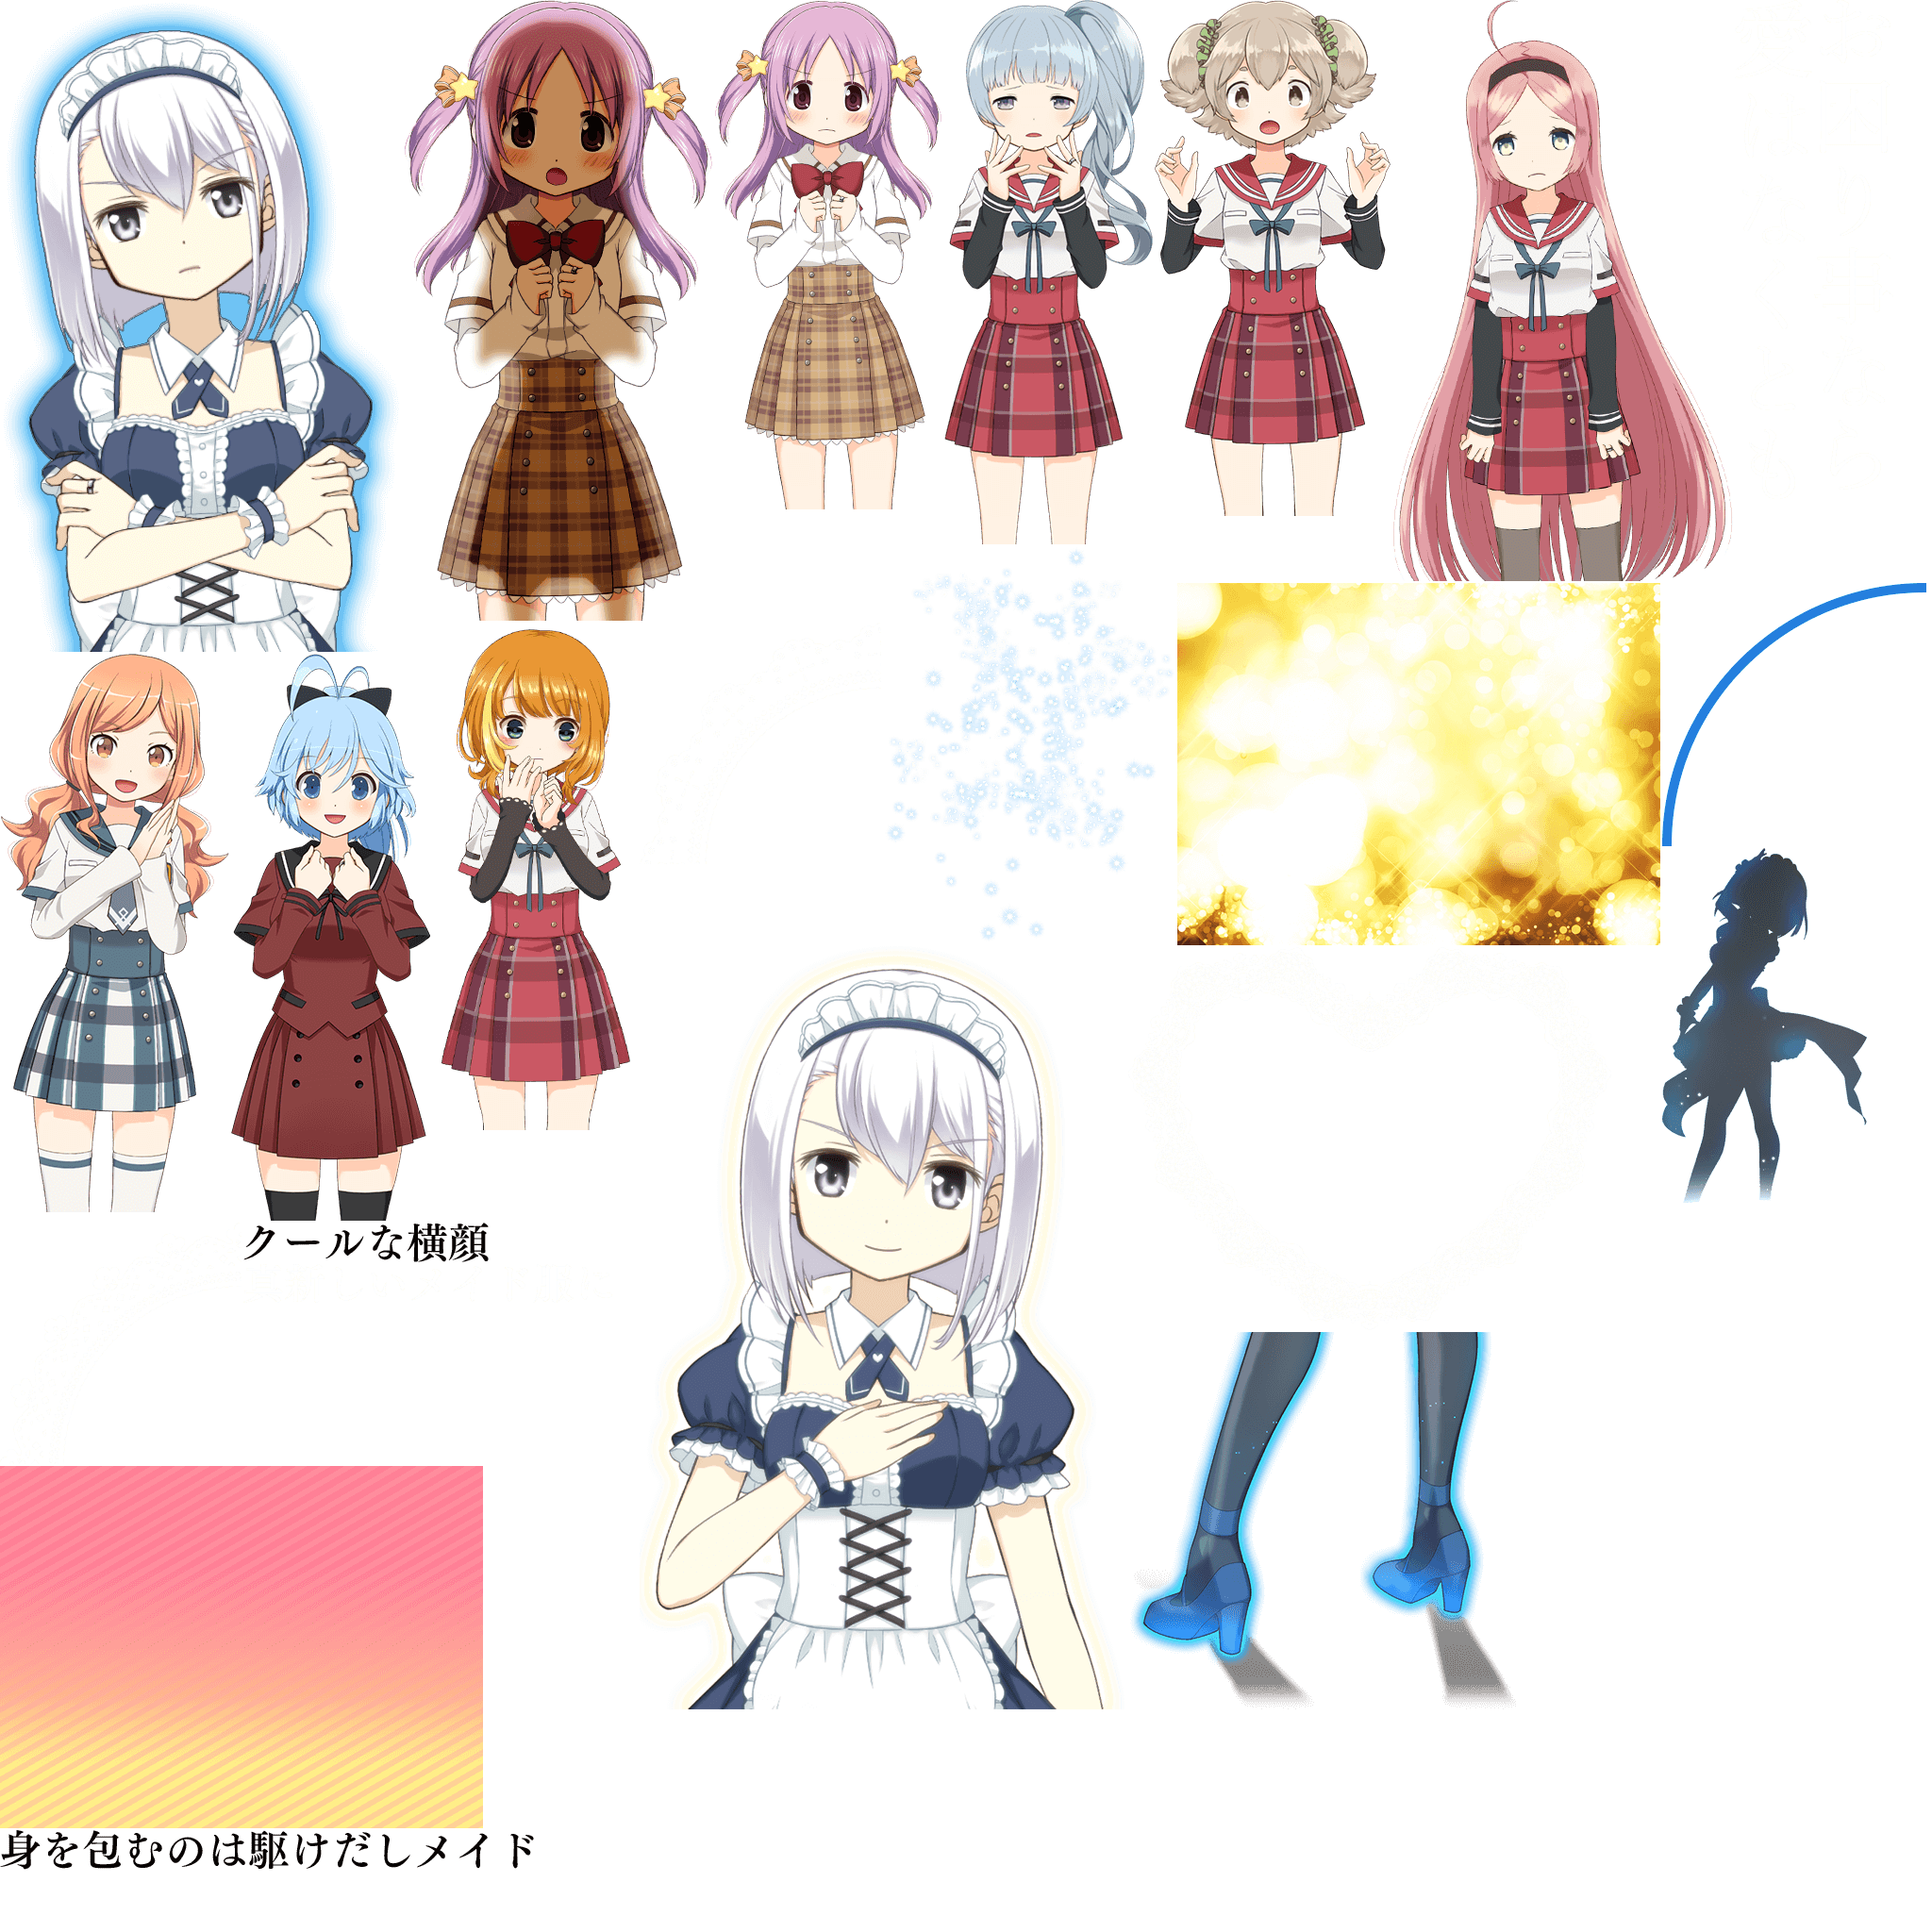 クールな横顔
身を包むのは駆けだしメイド